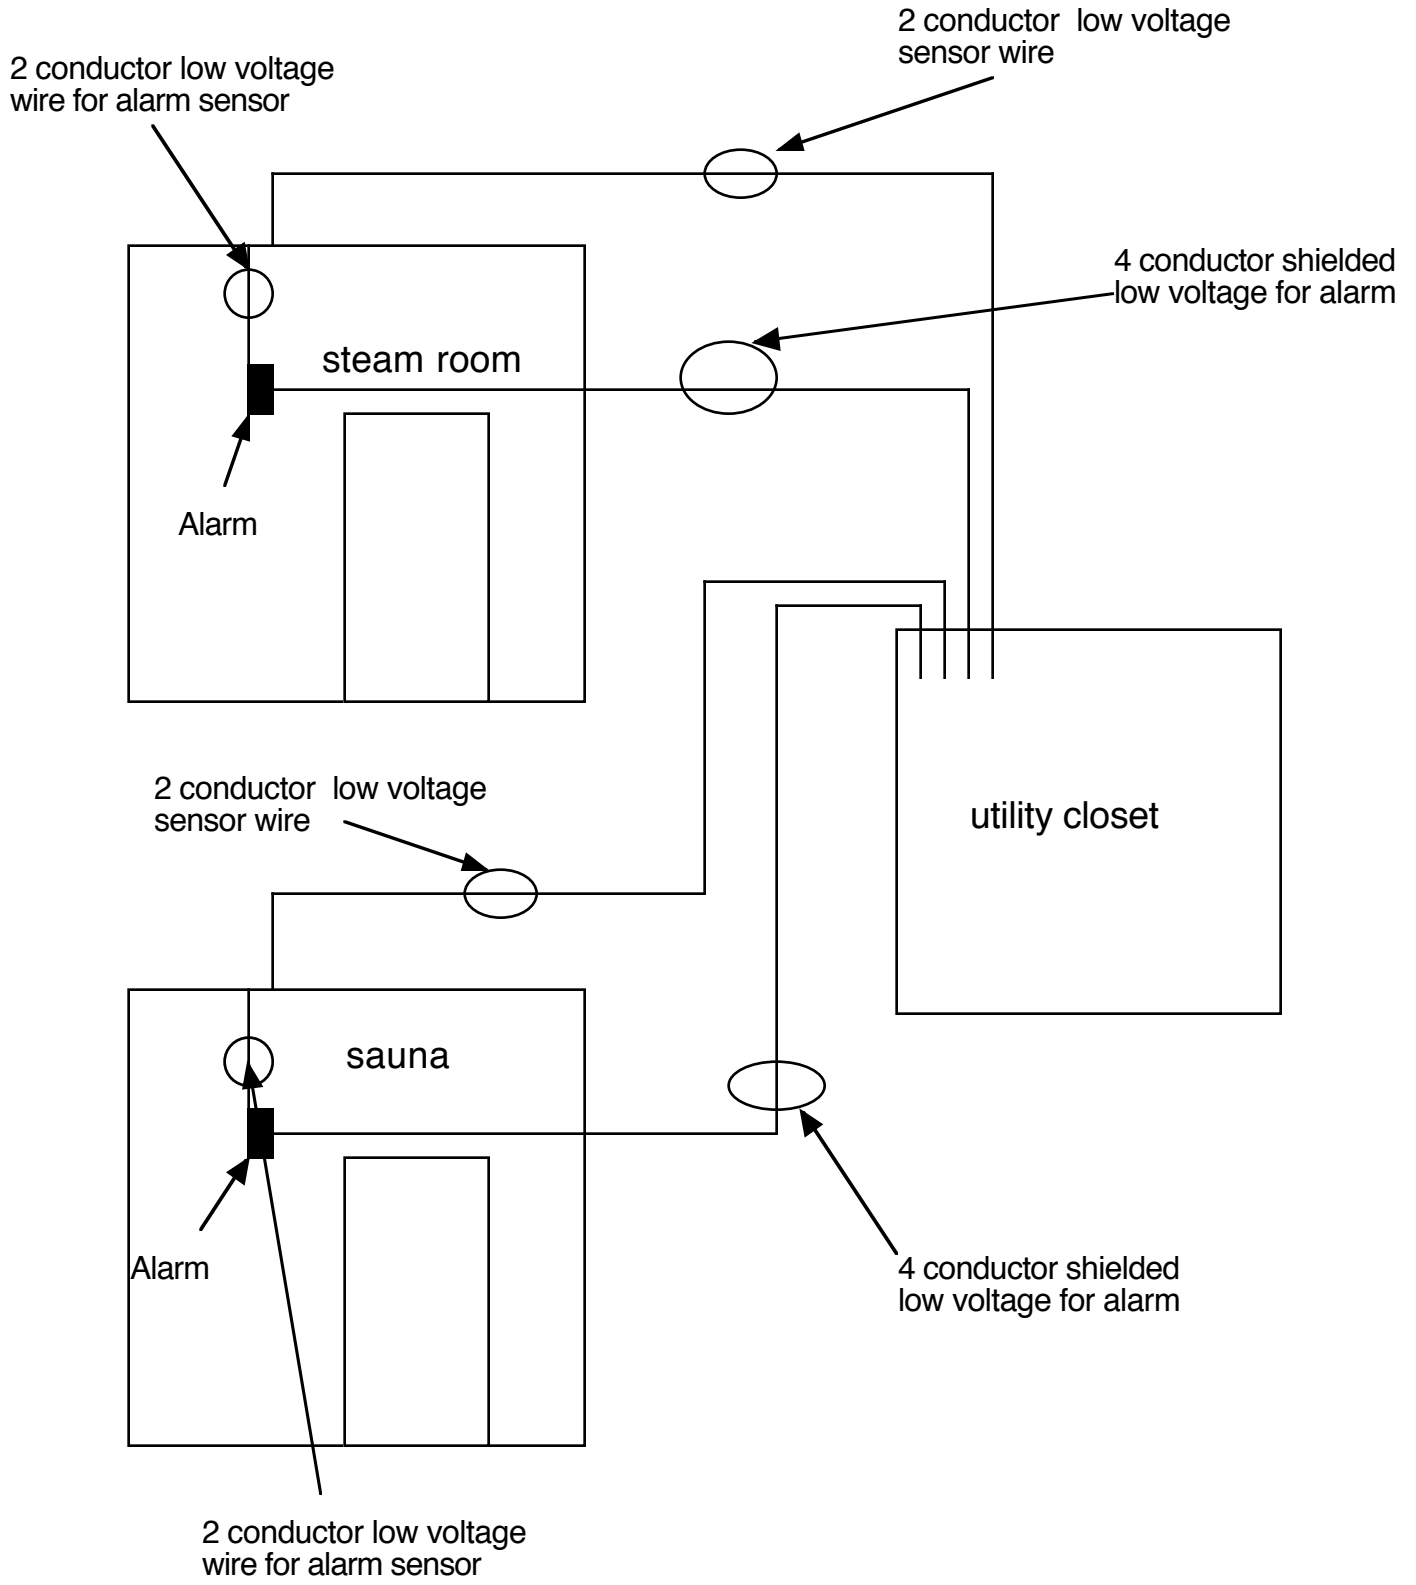 2 conductor  low voltage
sensor wire
2 conductor low voltage
wire for alarm sensor
4 conductor shielded
low voltage for alarm
steam room
Alarm
2 conductor  low voltage
sensor wire
utility closet
sauna
Alarm
4 conductor shielded
low voltage for alarm
2 conductor low voltage
wire for alarm sensor